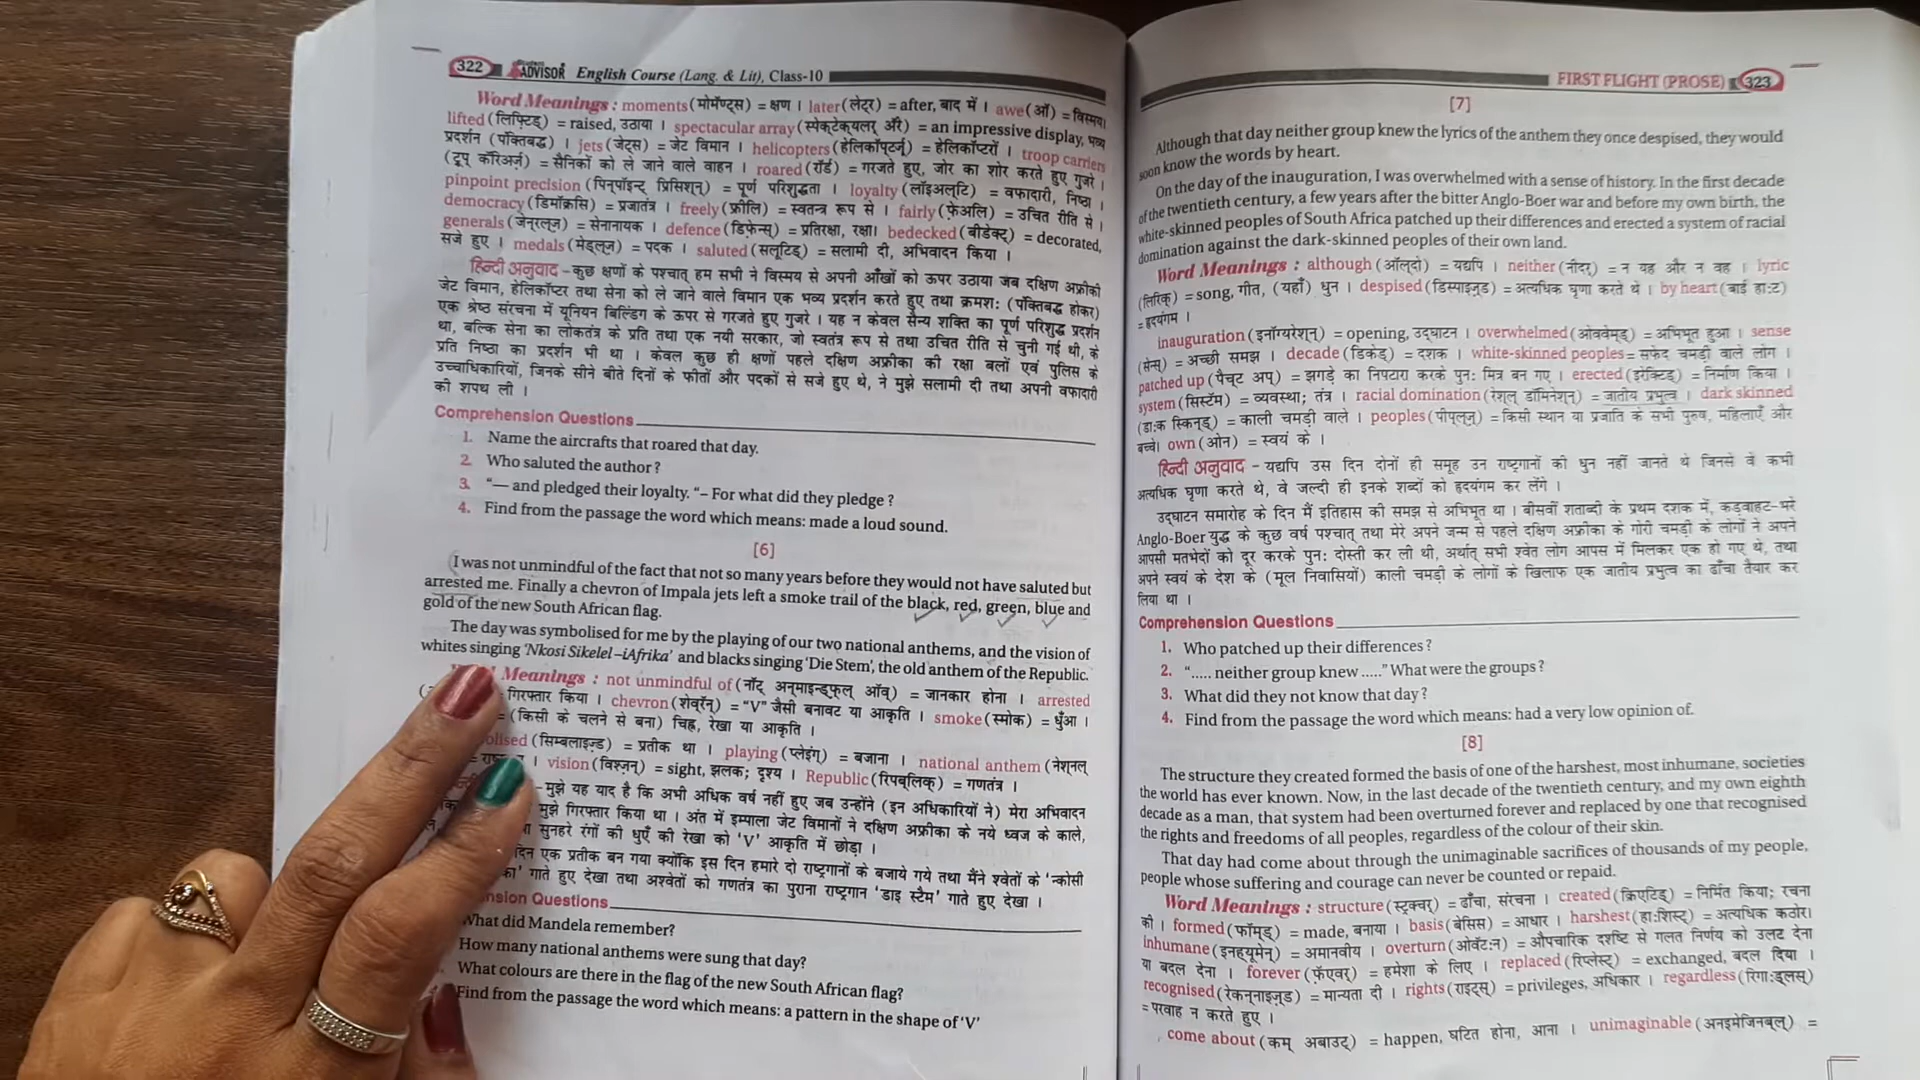 322 ADVISOR English Course (Lang. & Lit), Class-10
Word Meanings : moments (मोमॅण्ट्स) = क्षण । later (लेट्र) = after, बाद में । awe (ऑ) = विस्मय।
lifted (लिफ्टिड्) = raised, उठाया । spectacular array (स्पेक्टेक्यलर् अॅरे) = an impressive display, भव्य
प्रदर्शन (पंक्तिबद्ध) । jets (जेट्स) = जेट विमान । helicopters (हेलिकॉप्टर्ज़्) = हेलिकॉप्टरों । troop carriers
(ट्रूप् कॅरिअर्ज़) = सैनिकों को ले जाने वाले वाहन । roared (रॉर्ड) = गरजते हुए, जोर का शोर करते हुए गुजरे ।
pinpoint precision (पिन्पॉइन्ट् प्रिसिश्न्) = पूर्ण परिशुद्धता । loyalty (लॉइअल्टि) = वफादारी, निष्ठा ।
democracy (डिमॉक्रसि) = प्रजातंत्र । freely (फ्रीलि) = स्वतन्त्र रूप से । fairly (फ़ेअलि) = उचित रीति से ।
generals (जेन्रल्ज़) = सेनानायक । defence (डिफ़ेन्स्) = प्रतिरक्षा, रक्षा। bedecked (बीडेक्ट्) = decorated,
सजे हुए । medals (मेड्ल्ज़) = पदक । saluted (सलूटिड्) = सलामी दी, अभिवादन किया ।
हिन्दी अनुवाद – कुछ क्षणों के पश्चात् हम सभी ने विस्मय से अपनी आँखों को ऊपर उठाया जब दक्षिण अफ्रीकी
जेट विमान, हेलिकॉप्टर तथा सेना को ले जाने वाले विमान एक भव्य प्रदर्शन करते हुए तथा क्रमशः (पंक्तिबद्ध होकर)
एक श्रेष्ठ संरचना में यूनियन बिल्डिंग के ऊपर से गरजते हुए गुजरे । यह न केवल सैन्य शक्ति का पूर्ण परिशुद्ध प्रदर्शन
था, बल्कि सेना का लोकतंत्र के प्रति तथा एक नयी सरकार, जो स्वतंत्र रूप से तथा उचित रीति से चुनी गई थी, के
प्रति निष्ठा का प्रदर्शन भी था । केवल कुछ ही क्षणों पहले दक्षिण अफ्रीका की रक्षा बलों एवं पुलिस के
उच्चाधिकारियों, जिनके सीने बीते दिनों के फीतों और पदकों से सजे हुए थे, ने मुझे सलामी दी तथा अपनी वफादारी
की शपथ ली ।
Comprehension Questions
1. Name the aircrafts that roared that day.
2. Who saluted the author?
3. “— and pledged their loyalty. “– For what did they pledge ?
4. Find from the passage the word which means: made a loud sound.
[6]
I was not unmindful of the fact that not so many years before they would not have saluted but
arrested me. Finally a chevron of Impala jets left a smoke trail of the black, red, green, blue and
gold of the new South African flag.
The day was symbolised for me by the playing of our two national anthems, and the vision of
whites singing ‘Nkosi Sikelel –iAfrika’ and blacks singing ‘Die Stem’, the old anthem of the Republic.
Meanings : not unmindful of (नॉट् अन्माइन्ड्फुल् ऑव्) = जानकार होना । arrested
गिरफ्तार किया । chevron (शेव्रॅन्) = “V” जैसी बनावट या आकृति । smoke (स्मोक) = धुँआ ।
= (किसी के चलने से बना) चिह्न, रेखा या आकृति ।
olised (सिम्बलाइज़्ड) = प्रतीक था । playing (प्लेइंग्) = बजाना । national anthem (नेश्नल्
। vision (विश्ज़न्) = sight, झलक; दृश्य । Republic (रिपब्लिक्) = गणतंत्र ।
– मुझे यह याद है कि अभी अधिक वर्ष नहीं हुए जब उन्होंने (इन अधिकारियों ने) मेरा अभिवादन
मुझे गिरफ्तार किया था । अंत में इम्पाला जेट विमानों ने दक्षिण अफ्रीका के नये ध्वज के काले,
सुनहरे रंगों की धुएँ की रेखा को ‘V’ आकृति में छोड़ा ।
दिन एक प्रतीक बन गया क्योंकि इस दिन हमारे दो राष्ट्रगानों के बजाये गये तथा मैंने श्वेतों के ‘न्कोसी
का’ गाते हुए देखा तथा अश्वेतों को गणतंत्र का पुराना राष्ट्रगान ‘डाइ स्टैम’ गाते हुए देखा ।
nsion Questions
What did Mandela remember?
How many national anthems were sung that day?
What colours are there in the flag of the new South African flag?
Find from the passage the word which means: a pattern in the shape of ‘V’
FIRST FLIGHT (PROSE) 323
[7]
Although that day neither group knew the lyrics of the anthem they once despised, they would
soon know the words by heart.
On the day of the inauguration, I was overwhelmed with a sense of history. In the first decade
of the twentieth century, a few years after the bitter Anglo-Boer war and before my own birth, the
white-skinned peoples of South Africa patched up their differences and erected a system of racial
domination against the dark-skinned peoples of their own land.
Word Meanings : although (ऑल्दो) = यद्यपि । neither (नीदर्) = न यह और न वह । lyric
(लिरिक्) = song, गीत, (यहाँ) धुन । despised (डिस्पाइज़्ड) = अत्यधिक घृणा करते थे । by heart (बाई हाःट)
= हृदयंगम ।
inauguration (इनॉग्यरेशन्) = opening, उद्घाटन । overwhelmed (ओववेमूड्) = अभिभूत हुआ । sense
(सेन्स्) = अच्छी समझ । decade (डिकेड्) = दशक । white-skinned peoples = सफेद चमड़ी वाले लोग ।
patched up (पैच्ट अप्) = झगड़े का निपटारा करके पुनः मित्र बन गए । erected (इरेक्टिड्) = निर्माण किया ।
system (सिस्टॅम) = व्यवस्था; तंत्र । racial domination (रेश्ल् डॉमिनेश्न्) = जातीय प्रभुत्व । dark skinned
(डाःक स्किनड्) = काली चमड़ी वाले । peoples (पीप्ल्ज़्) = किसी स्थान या प्रजाति के सभी पुरुष, महिलाएँ और
बच्चे। own (ओन) = स्वयं के ।
हिन्दी अनुवाद – यद्यपि उस दिन दोनों ही समूह उन राष्ट्रगानों की धुन नहीं जानते थे जिनसे वे कभी
अत्यधिक घृणा करते थे, वे जल्दी ही इनके शब्दों को हृदयंगम कर लेंगे ।
उद्घाटन समारोह के दिन मैं इतिहास की समझ से अभिभूत था । बीसवीं शताब्दी के प्रथम दशक में, कड़वाहट-भरे
Anglo-Boer युद्ध के कुछ वर्ष पश्चात् तथा मेरे अपने जन्म से पहले दक्षिण अफ्रीका के गोरी चमड़ी के लोगों ने अपने
आपसी मतभेदों को दूर करके पुनः दोस्ती कर ली थी, अर्थात् सभी श्वेत लोग आपस में मिलकर एक हो गए थे, तथा
अपने स्वयं के देश के (मूल निवासियों) काली चमड़ी के लोगों के खिलाफ एक जातीय प्रभुत्व का ढाँचा तैयार कर
लिया था ।
Comprehension Questions
1. Who patched up their differences?
2. “..... neither group knew .....” What were the groups?
3. What did they not know that day?
4. Find from the passage the word which means: had a very low opinion of.
[8]
The structure they created formed the basis of one of the harshest, most inhumane, societies
the world has ever known. Now, in the last decade of the twentieth century, and my own eighth
decade as a man, that system had been overturned forever and replaced by one that recognised
the rights and freedoms of all peoples, regardless of the colour of their skin.
That day had come about through the unimaginable sacrifices of thousands of my people,
people whose suffering and courage can never be counted or repaid.
Word Meanings : structure (स्ट्रक्चर्) = ढाँचा, संरचना । created (क्रिएटिड्) = निर्मित किया; रचना
की । formed (फॉम्ड्) = made, बनाया । basis (बेसिस) = आधार । harshest (हाःशिस्ट्) = अत्यधिक कठोर।
inhumane (इनह्यूमेन्) = अमानवीय । overturn (ओवॅटःन) = औपचारिक दृष्टि से गलत निर्णय को उलट देना
या बदल देना । forever (फ़ॅएवर्) = हमेशा के लिए । replaced (रिप्लेस्ट्) = exchanged, बदल दिया ।
recognised (रेकग्नाइज़्ड) = मान्यता दी । rights (राइट्स्) = privileges, अधिकार । regardless (रिगाःड्लस्)
= परवाह न करते हुए ।
come about (कम् अबाउट्) = happen, घटित होना, आना । unimaginable (अनइमेजिनब्ल्) =